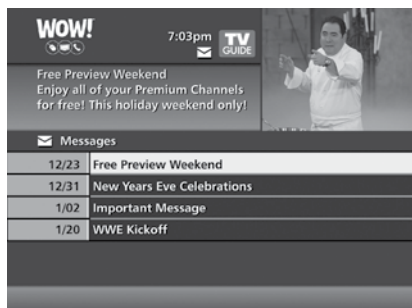 WOW!
7:03pm
TV
GUIDE
Free Preview Weekend
Enjoy all of your Premium Channels
for free! This holiday weekend only!
Messages
12/23 Free Preview Weekend
12/31 New Years Eve Celebrations
1/02 Important Message
1/20 WWE Kickoff